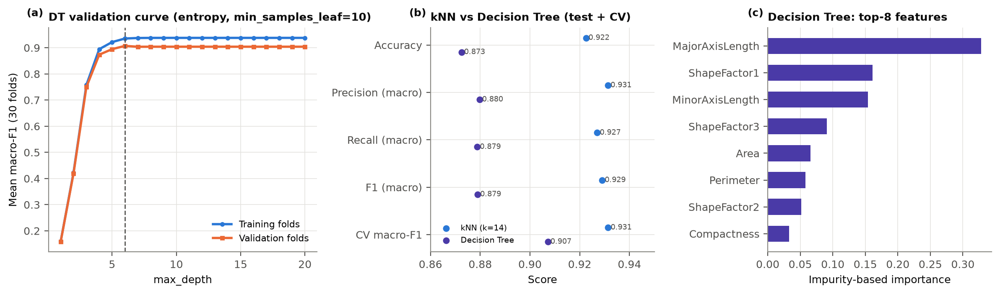 (a) DT validation curve (entropy, min_samples_leaf=10)
Mean macro-F1 (30 folds)
0.9
0.8
0.7
0.6
0.5
0.4
0.3
0.2
Training folds
Validation folds
5 10 15 20
max_depth
(b) kNN vs Decision Tree (test + CV)
Accuracy
0.922
0.873
Precision (macro)
0.931
0.880
Recall (macro)
0.927
0.879
F1 (macro)
0.929
0.879
CV macro-F1
0.931
0.907
kNN (k=14)
Decision Tree
0.86 0.88 0.90 0.92 0.94
Score
(c) Decision Tree: top-8 features
MajorAxisLength
ShapeFactor1
MinorAxisLength
ShapeFactor3
Area
Perimeter
ShapeFactor2
Compactness
0.00 0.05 0.10 0.15 0.20 0.25 0.30
Impurity-based importance